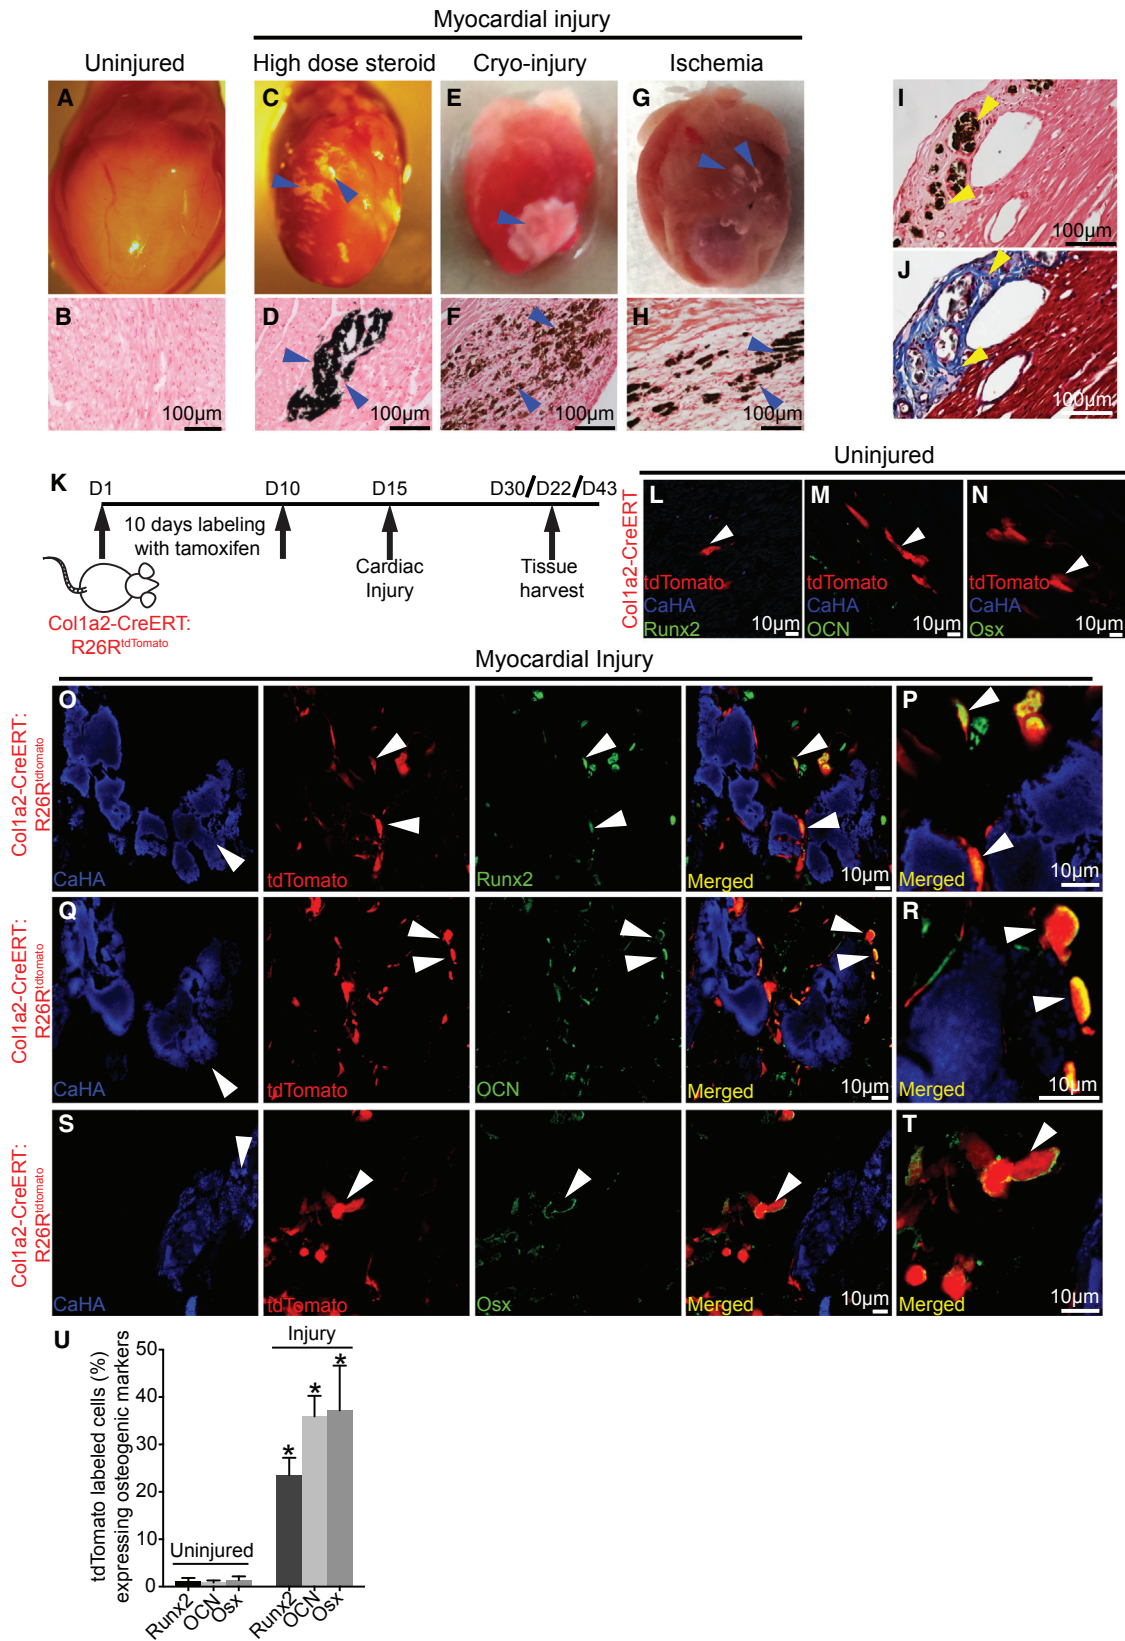 Myocardial injury
Uninjured
High dose steroid
Cryo-injury
Ischemia
A
C
E
G
I
100µm
B
D
100µm
F
100µm
H
100µm
J
100µm
100µm
K
D1
D10
D15
D30/D22/D43
10 days labeling
with tamoxifen
Cardiac
Injury
Tissue
harvest
Col1a2-CreERT:
R26RtdTomato
Uninjured
Col1a2-CreERT
L
tdTomato
CaHA
Runx2
10µm
M
tdTomato
CaHA
OCN
10µm
N
tdTomato
CaHA
Osx
10µm
Myocardial Injury
Col1a2-CreERT:
R26Rtdtomato
O
CaHA
tdTomato
Runx2
Merged
10µm
P
Merged
10µm
Col1a2-CreERT:
R26Rtdtomato
Q
CaHA
tdTomato
OCN
Merged
10µm
R
Merged
10µm
Col1a2-CreERT:
R26Rtdtomato
S
CaHA
tdTomato
Osx
Merged
10µm
T
Merged
10µm
U
tdTomato labeled cells (%)
expressing osteogenic markers
50
40
30
20
10
0
Injury
* * *
Uninjured
Runx2
OCN
Osx
Runx2
OCN
Osx